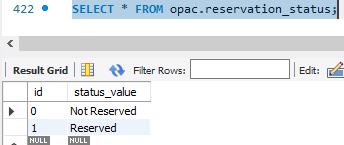 422 SELECT * FROM opac.reservation_status;
Result Grid Filter Rows: Edit:
id status_value
0 Not Reserved
1 Reserved
NULL NULL